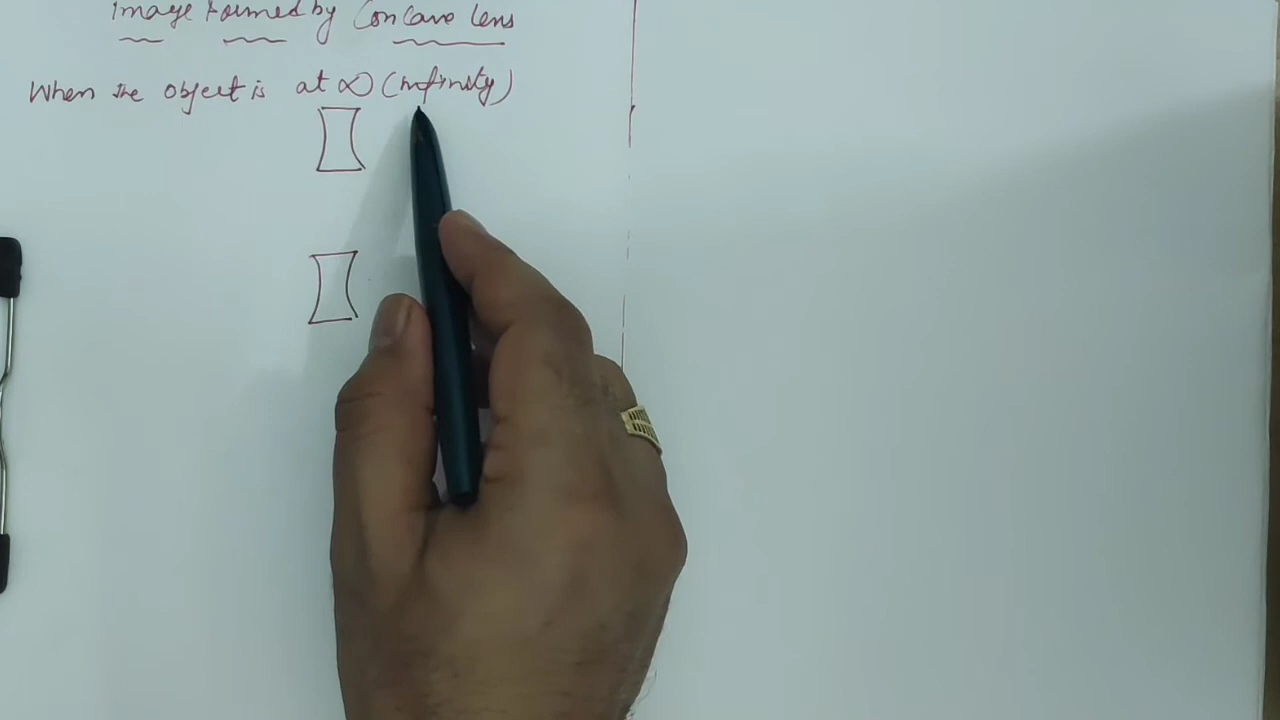 Image Formed by Concave lens
When the object is at ∞ (infinity)